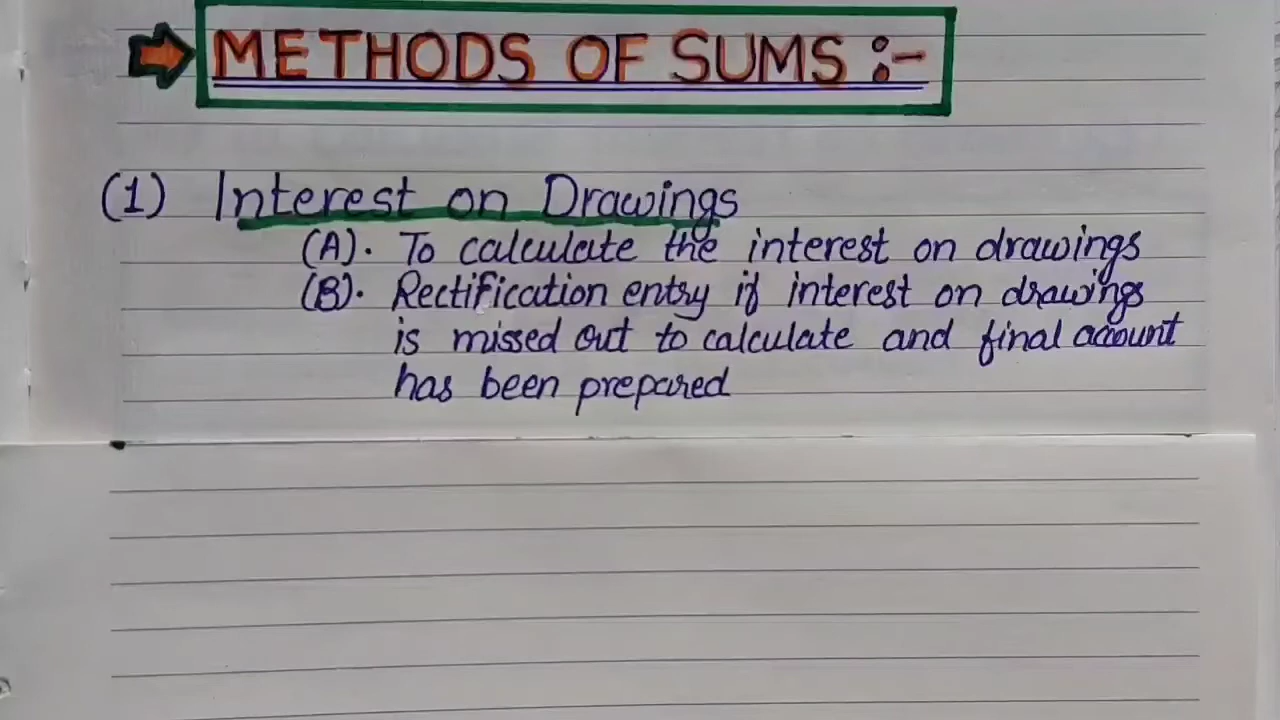 METHODS OF SUMS :-
(1) Interest on Drawings
(A). To calculate the interest on drawings
(B). Rectification entry if interest on drawings
is missed out to calculate and final account
has been prepared